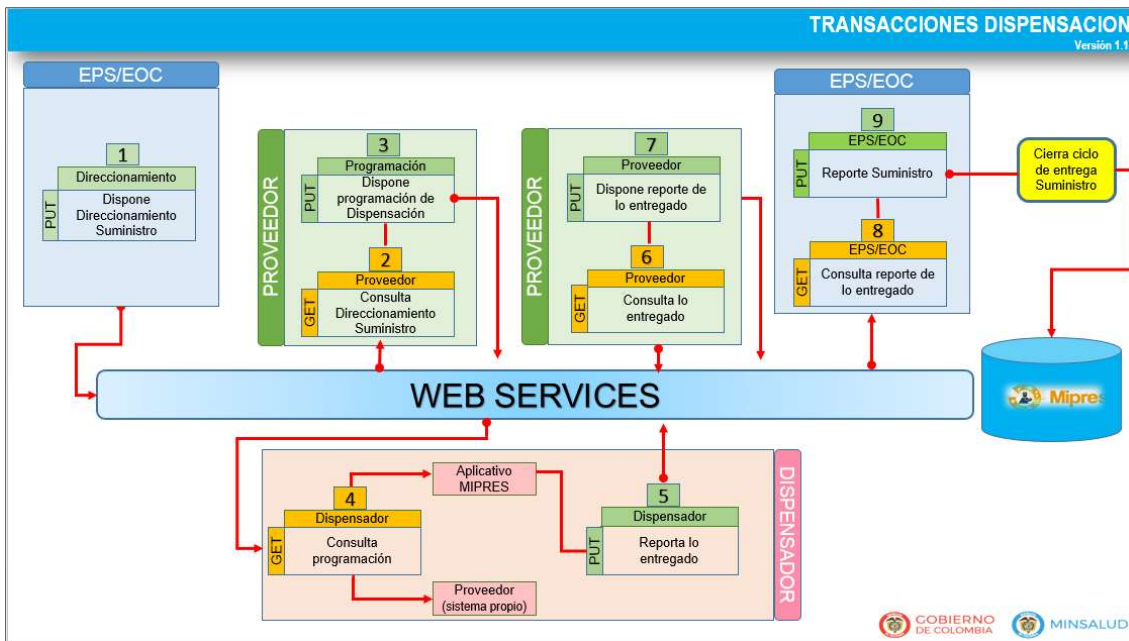 TRANSACCIONES DISPENSACION
Versión 1.1
EPS/EOC
1
Direccionamiento
PUT
Dispone
Direccionamiento
Suministro
PROVEEDOR
3
Programación
PUT
Dispone
programación de
Dispensación
2
Proveedor
GET
Consulta
Direccionamiento
Suministro
PROVEEDOR
7
Proveedor
PUT
Dispone reporte de
lo entregado
6
Proveedor
GET
Consulta lo
entregado
EPS/EOC
9
EPS/EOC
PUT
Reporte Suministro
8
EPS/EOC
GET
Consulta reporte de
lo entregado
Cierra ciclo
de entrega
Suministro
Mipres
WEB SERVICES
4
Dispensador
GET
Consulta
programación
Aplicativo
MIPRES
Proveedor
(sistema propio)
5
Dispensador
PUT
Reporta lo
entregado
DISPENSADOR
GOBIERNO
DE COLOMBIA
MINSALUD